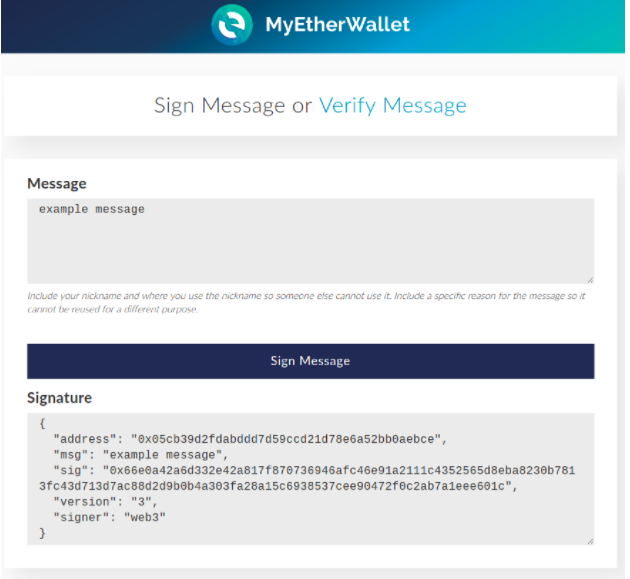 MyEtherWallet
Sign Message or Verify Message
Message
example message
Include your nickname and where you use the nickname so someone else cannot use it. Include a specific reason for the message so it
cannot be reused for a different purpose.
Sign Message
Signature
{
"address": "0x05cb39d2fdabddd7d59ccd21d78e6a52bb0aebce",
"msg": "example message",
"sig": "0x66e0a42a6d332e42a817f870736946afc46e91a2111c4352565d8eba8230b781
3fc43d713d7ac88d2d9b0b4a303fa28a15c6938537cee90472f0c2ab7a1eee601c",
"version": "3",
"signer": "web3"
}